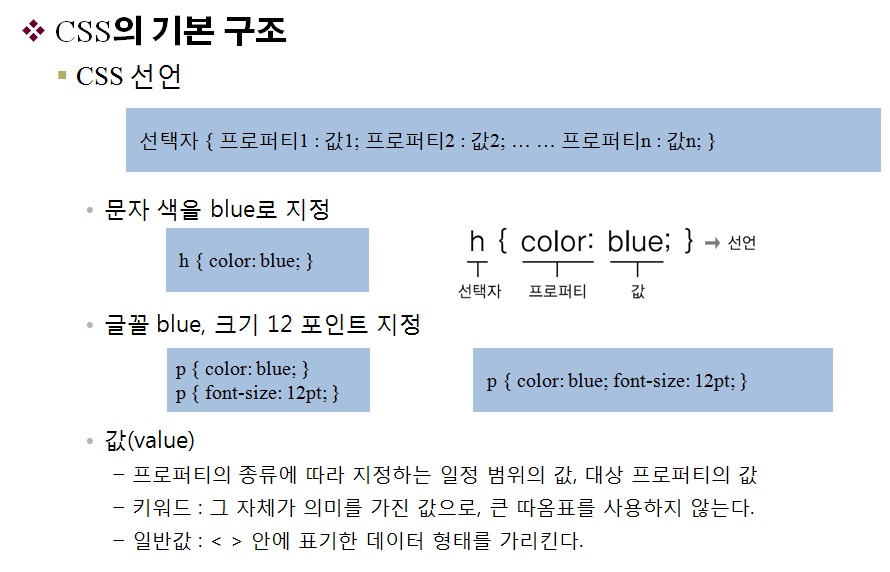 CSS의 기본 구조
CSS 선언
선택자 { 프로퍼티1 : 값1; 프로퍼티2 : 값2; … … 프로퍼티n : 값n; }
문자 색을 blue로 지정
h { color: blue; }
h { color: blue; } → 선언
선택자 프로퍼티 값
글꼴 blue, 크기 12 포인트 지정
p { color: blue; }
p { font-size: 12pt; }
p { color: blue; font-size: 12pt; }
값(value)
– 프로퍼티의 종류에 따라 지정하는 일정 범위의 값, 대상 프로퍼티의 값
– 키워드 : 그 자체가 의미를 가진 값으로, 큰 따옴표를 사용하지 않는다.
– 일반값 : < > 안에 표기한 데이터 형태를 가리킨다.